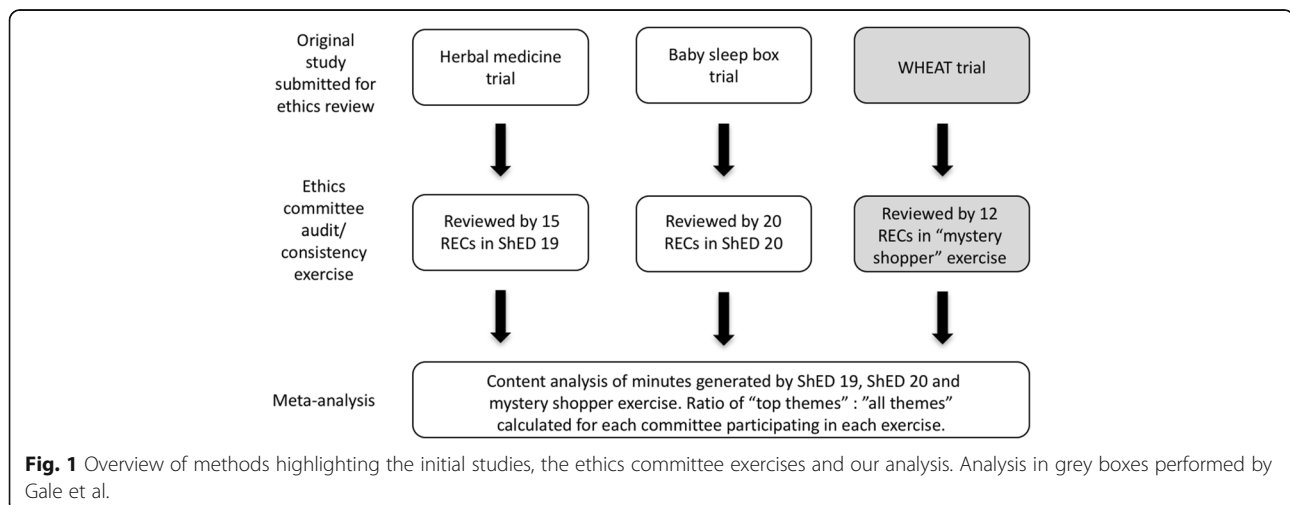 Original
study
submitted for
ethics review
Herbal medicine
trial
Baby sleep box
trial
WHEAT trial
Ethics
committee
audit/
consistency
exercise
Reviewed by 15
RECs in ShED 19
Reviewed by 20
RECs in ShED 20
Reviewed by 12
RECs in “mystery
shopper” exercise
Meta-analysis
Content analysis of minutes generated by ShED 19, ShED 20 and
mystery shopper exercise. Ratio of “top themes” : ”all themes”
calculated for each committee participating in each exercise.
Fig. 1 Overview of methods highlighting the initial studies, the ethics committee exercises and our analysis. Analysis in grey boxes performed by
Gale et al.